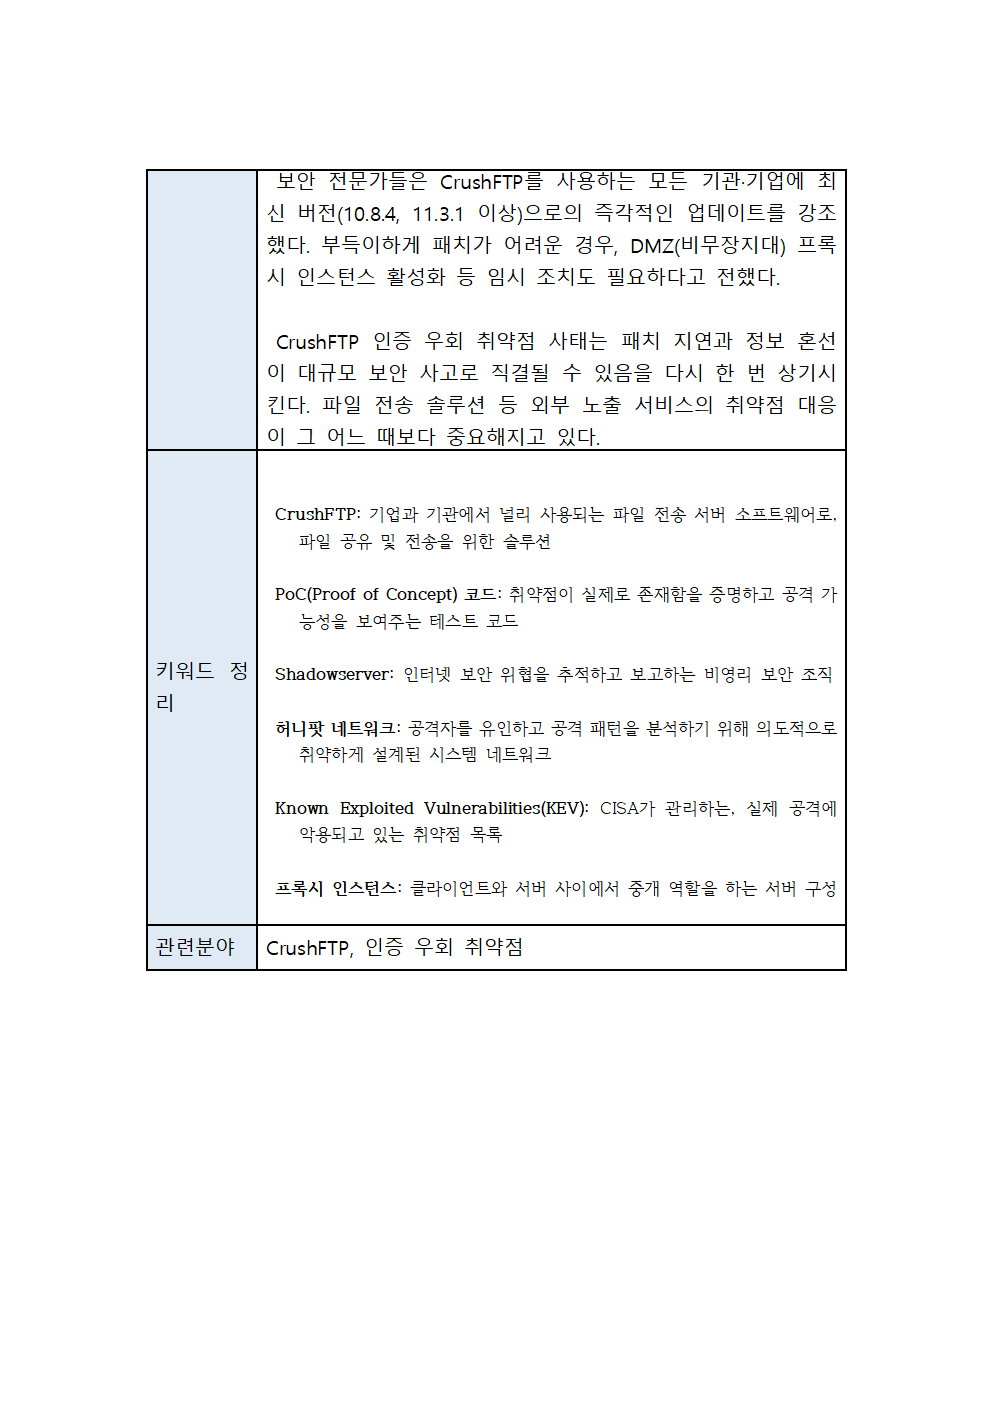 보안 전문가들은 CrushFTP를 사용하는 모든 기관·기업에 최
신 버전(10.8.4, 11.3.1 이상)으로의 즉각적인 업데이트를 강조
했다. 부득이하게 패치가 어려운 경우, DMZ(비무장지대) 프록
시 인스턴스 활성화 등 임시 조치도 필요하다고 전했다.
CrushFTP 인증 우회 취약점 사태는 패치 지연과 정보 혼선
이 대규모 보안 사고로 직결될 수 있음을 다시 한 번 상기시
킨다. 파일 전송 솔루션 등 외부 노출 서비스의 취약점 대응
이 그 어느 때보다 중요해지고 있다.
키워드 정
리
CrushFTP: 기업과 기관에서 널리 사용되는 파일 전송 서버 소프트웨어로,
파일 공유 및 전송을 위한 솔루션
PoC(Proof of Concept) 코드: 취약점이 실제로 존재함을 증명하고 공격 가
능성을 보여주는 테스트 코드
Shadowserver: 인터넷 보안 위협을 추적하고 보고하는 비영리 보안 조직
허니팟 네트워크: 공격자를 유인하고 공격 패턴을 분석하기 위해 의도적으로
취약하게 설계된 시스템 네트워크
Known Exploited Vulnerabilities(KEV): CISA가 관리하는, 실제 공격에
악용되고 있는 취약점 목록
프록시 인스턴스: 클라이언트와 서버 사이에서 중개 역할을 하는 서버 구성
관련분야
CrushFTP, 인증 우회 취약점